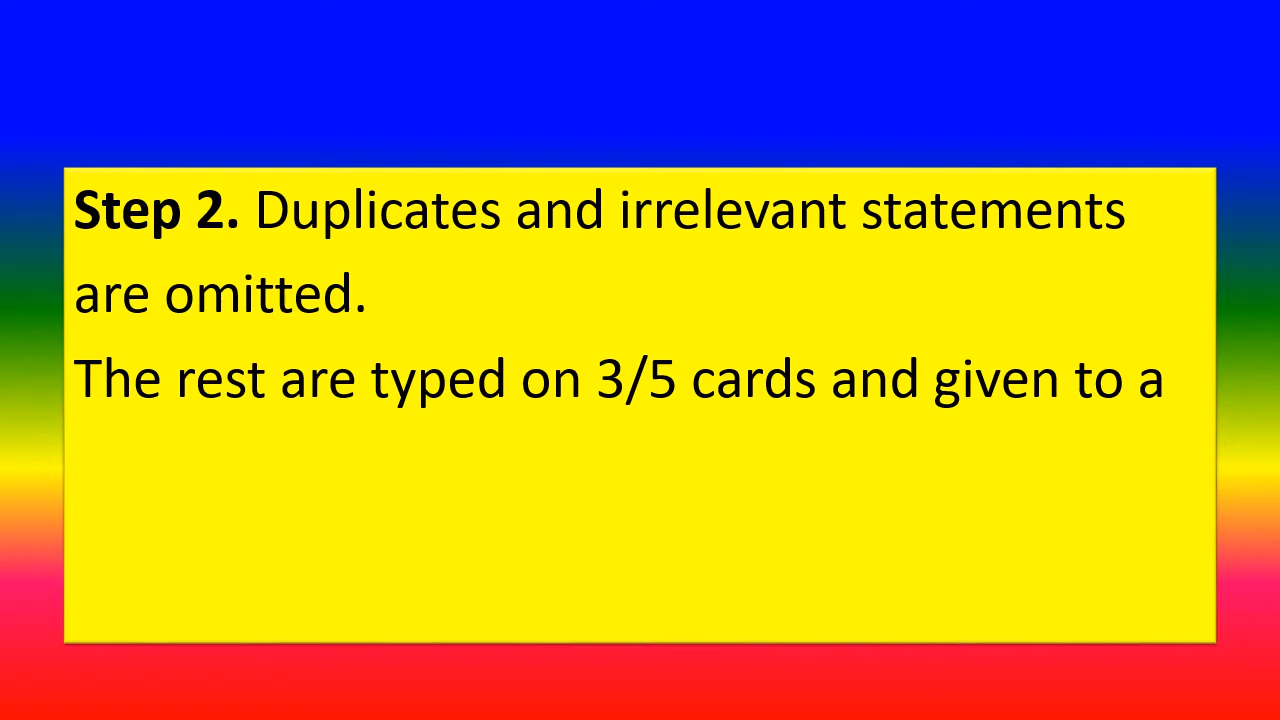 Step 2. Duplicates and irrelevant statements
are omitted.
The rest are typed on 3/5 cards and given to a